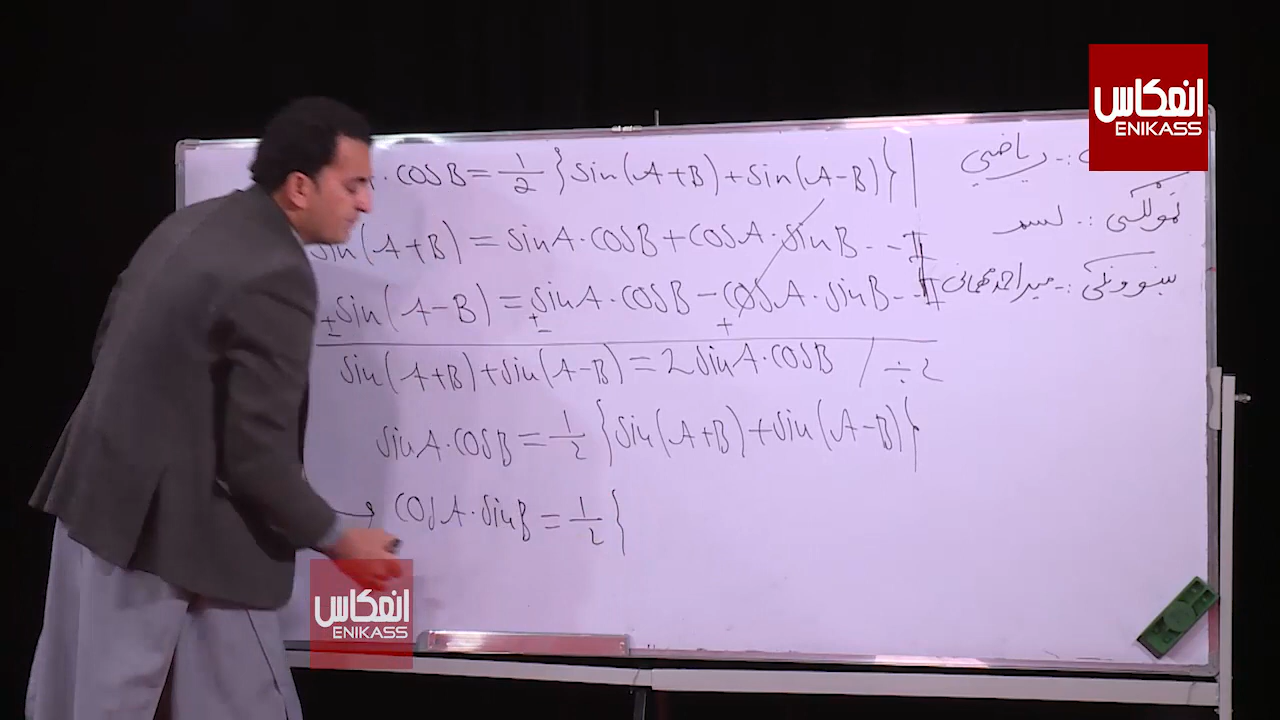 انعکاس
ENIKASS
. cosB = 1/2 {sin(A+B) + sin(A-B)}
ریاضي
sin(A+B) = sinA·cosB + cosA·sinB - - I
ټولګی :- لسم
± sin(A-B) = ± sinA·cosB - cosA·sinB - - II
+
ښوونکی :- میراحمد
sin(A+B) + sin(A-B) = 2 sinA·cosB / ÷2
sinA·cosB = 1/2 {sin(A+B) + sin(A-B)}
cosA·sinB = 1/2 {
انعکاس
ENIKASS